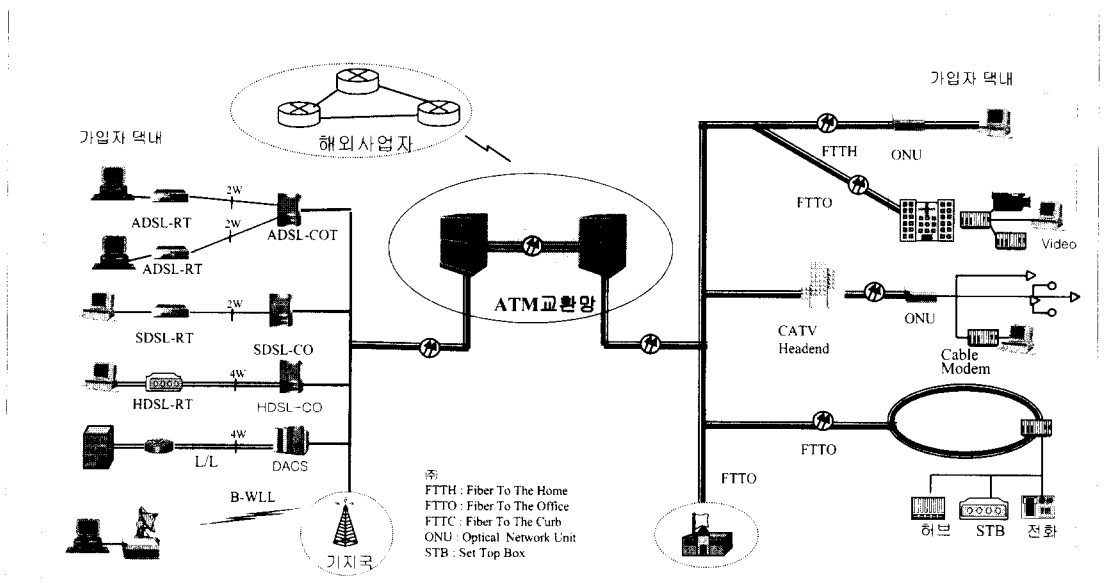 가입자 댁내
해외사업자
가입자 댁내
2W
ADSL-RT
2W
ADSL-COT
ADSL-RT
2W
SDSL-RT
SDSL-CO
4W
HDSL-RT
HDSL-CO
4W
L/L
DACS
B-WLL
기지국
ATM교환망
(주)
FTTH : Fiber To The Home
FTTO : Fiber To The Office
FTTC : Fiber To The Curb
ONU : Optical Network Unit
STB : Set Top Box
FTTH
ONU
FTTO
Video
CATV
Headend
ONU
Cable
Modem
FTTO
FTTO
허브
STB
전화